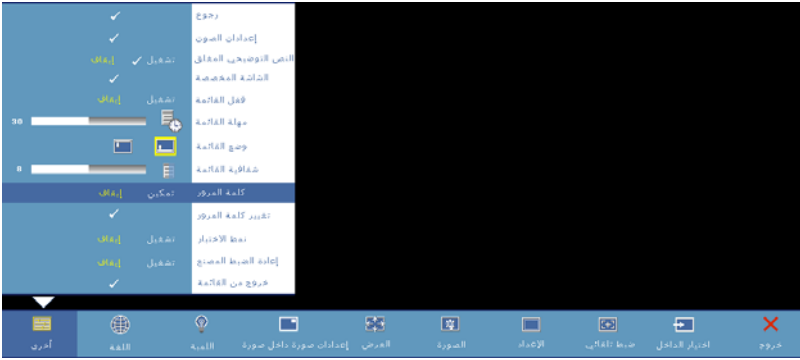 رجوع
إعدادات الصوت
النص التوضيحي المغلق تشغيل إيقاف
الشاشة المخصصة
قفل القائمة تشغيل إيقاف
مهلة القائمة 30
وضع القائمة
شفافية القائمة 0
كلمة المرور تمكين إيقاف
تغيير كلمة المرور
نمط الاختبار تشغيل إيقاف
إعادة الضبط المصنع تشغيل إيقاف
خروج من القائمة
خروج اختيار الداخل ضبط تلقائي الإعداد الصورة العرض إعدادات صورة داخل صورة اللمبة اللغة أخرى